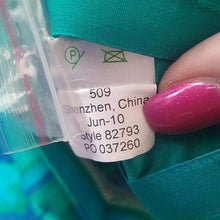 P
509
Shenzhen, China
Jun-10
Style 82793
PO 037260